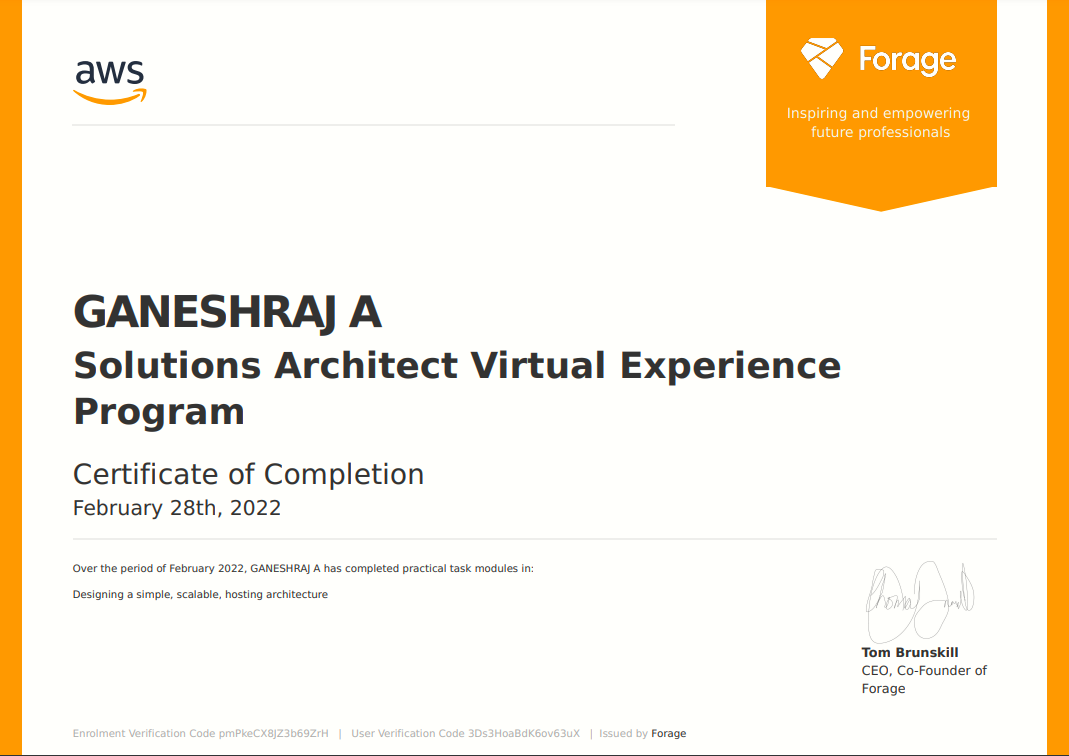 aws
Forage
Inspiring and empowering
future professionals
GANESHRAJ A
Solutions Architect Virtual Experience
Program
Certificate of Completion
February 28th, 2022
Over the period of February 2022, GANESHRAJ A has completed practical task modules in:
Designing a simple, scalable, hosting architecture
Tom Brunskill
CEO, Co-Founder of
Forage
Enrolment Verification Code pmPkeCX8JZ3b69ZrH | User Verification Code 3Ds3HoaBdK6ov63uX | Issued by Forage